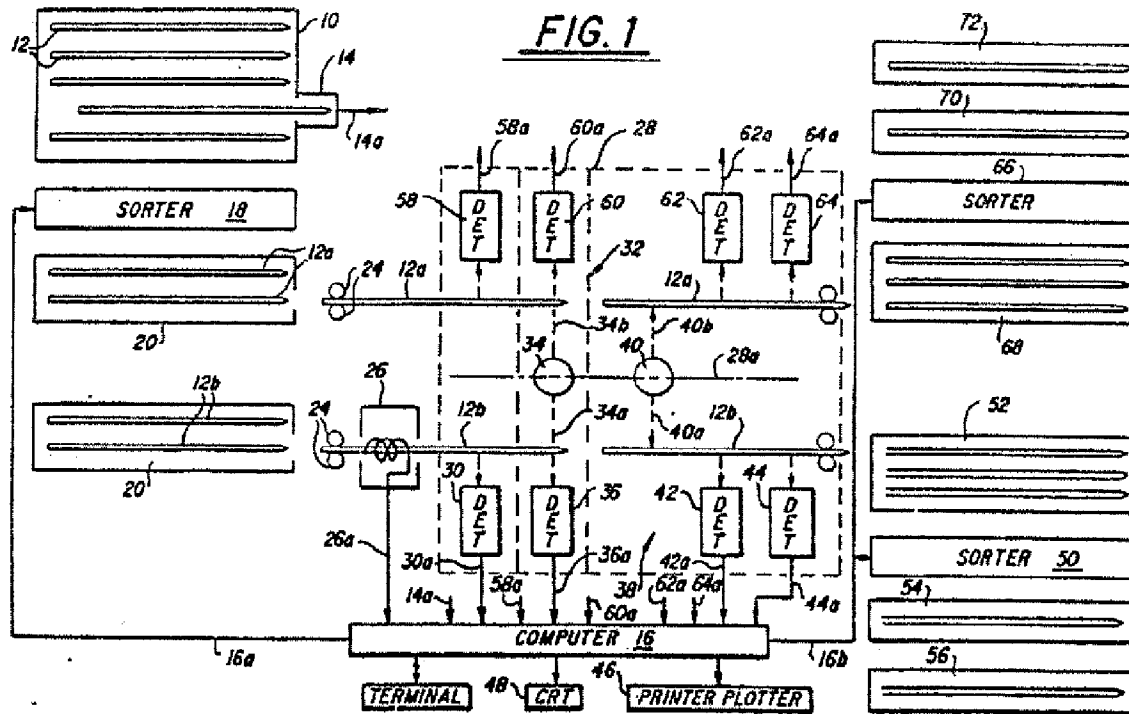 FIG. 1
12
10
14
14a
72
70
66
SORTER 18
SORTER
58a
60a
28
62a
64a
58
DET
DET
60
62
DET
DET
64
32
12a
24
12a
12a
20
34b
40b
68
34
40
28a
12b
26
24
12b
34a
40a
12b
52
20
30
DET
DET
36
42
DET
DET
44
26a
30a
36a
38
42a
SORTER 50
14a
58a
60a
62a
64a
44a
54
COMPUTER 16
16a
16b
56
TERMINAL
48
CRT
46
PRINTER PLOTTER